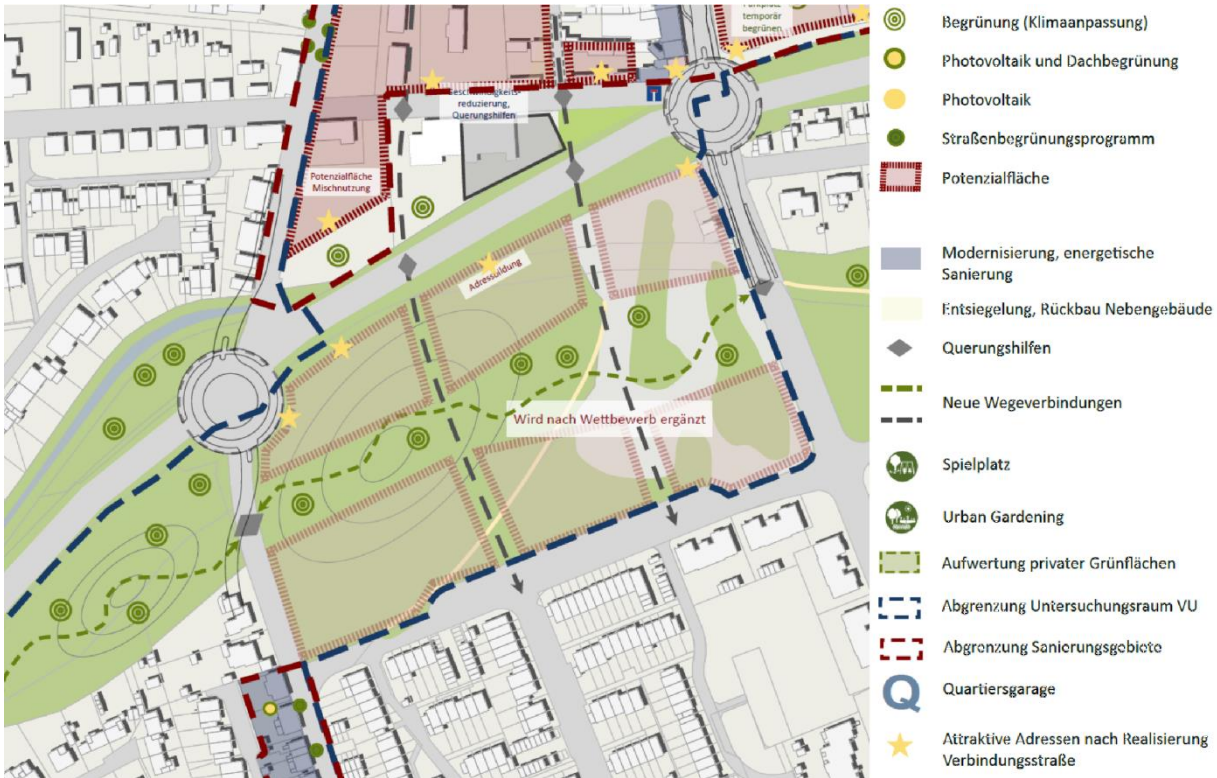 temporär
begrünen
reduzierung,
Querungshilfen
Potenzialfläche
Mischnutzung
Adressbildung
Wird nach Wettbewerb ergänzt
Begrünung (Klimaanpassung)
Photovoltaik und Dachbegrünung
Photovoltaik
Straßenbegrünungsprogramm
Potenzialfläche
Modernisierung, energetische
Sanierung
Entsiegelung, Rückbau Nebengebäude
Querungshilfen
Neue Wegeverbindungen
Spielplatz
Urban Gardening
Aufwertung privater Grünflächen
Abgrenzung Untersuchungsraum VU
Abgrenzung Sanierungsgebiete
Q
Quartiersgarage
Attraktive Adressen nach Realisierung
Verbindungsstraße